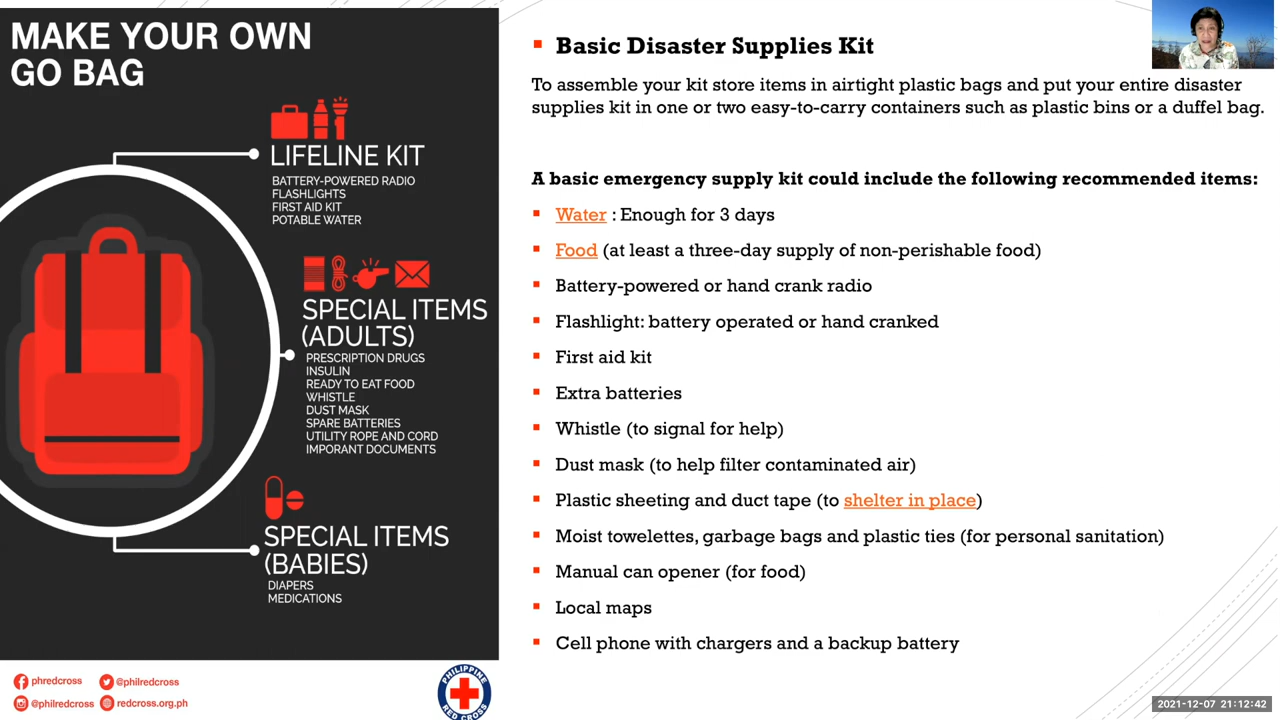 MAKE YOUR OWN
GO BAG
LIFELINE KIT
BATTERY-POWERED RADIO
FLASHLIGHTS
FIRST AID KIT
POTABLE WATER
SPECIAL ITEMS
(ADULTS)
PRESCRIPTION DRUGS
INSULIN
READY TO EAT FOOD
WHISTLE
DUST MASK
SPARE BATTERIES
UTILITY ROPE AND CORD
IMPORANT DOCUMENTS
SPECIAL ITEMS
(BABIES)
DIAPERS
MEDICATIONS
phredcross
@philredcross
@philredcross
redcross.org.ph
PHILIPPINE
RED CROSS
Basic Disaster Supplies Kit
To assemble your kit store items in airtight plastic bags and put your entire disaster
supplies kit in one or two easy-to-carry containers such as plastic bins or a duffel bag.
A basic emergency supply kit could include the following recommended items:
Water : Enough for 3 days
Food (at least a three-day supply of non-perishable food)
Battery-powered or hand crank radio
Flashlight: battery operated or hand cranked
First aid kit
Extra batteries
Whistle (to signal for help)
Dust mask (to help filter contaminated air)
Plastic sheeting and duct tape (to shelter in place)
Moist towelettes, garbage bags and plastic ties (for personal sanitation)
Manual can opener (for food)
Local maps
Cell phone with chargers and a backup battery
2021-12-07 21:12:42